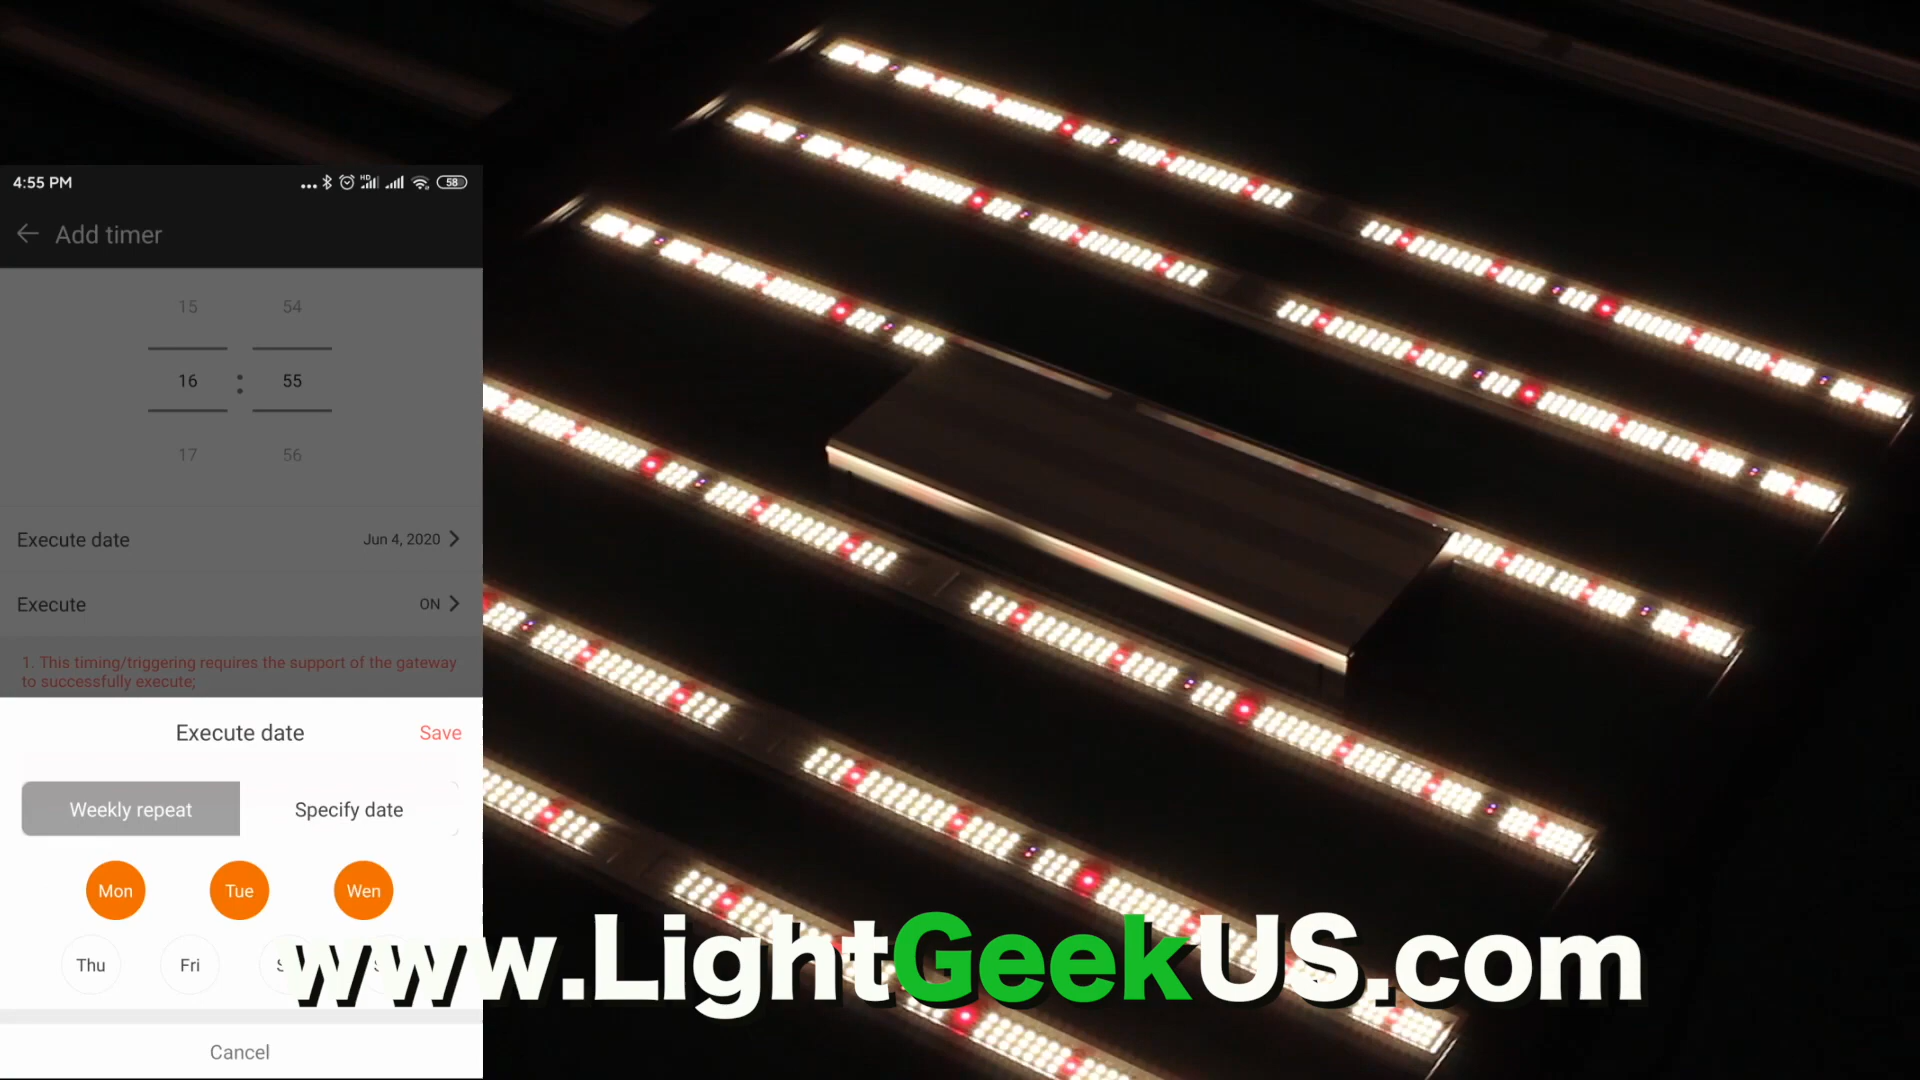 4:55 PM
HD
58
Add timer
15 54
16 : 55
17 56
Execute date Jun 4, 2020
Execute ON
1. This timing/triggering requires the support of the gateway
to successfully execute;
Execute date Save
Weekly repeat Specify date
Mon Tue Wen
Thu Fri
www.LightGeekUS.com
Cancel